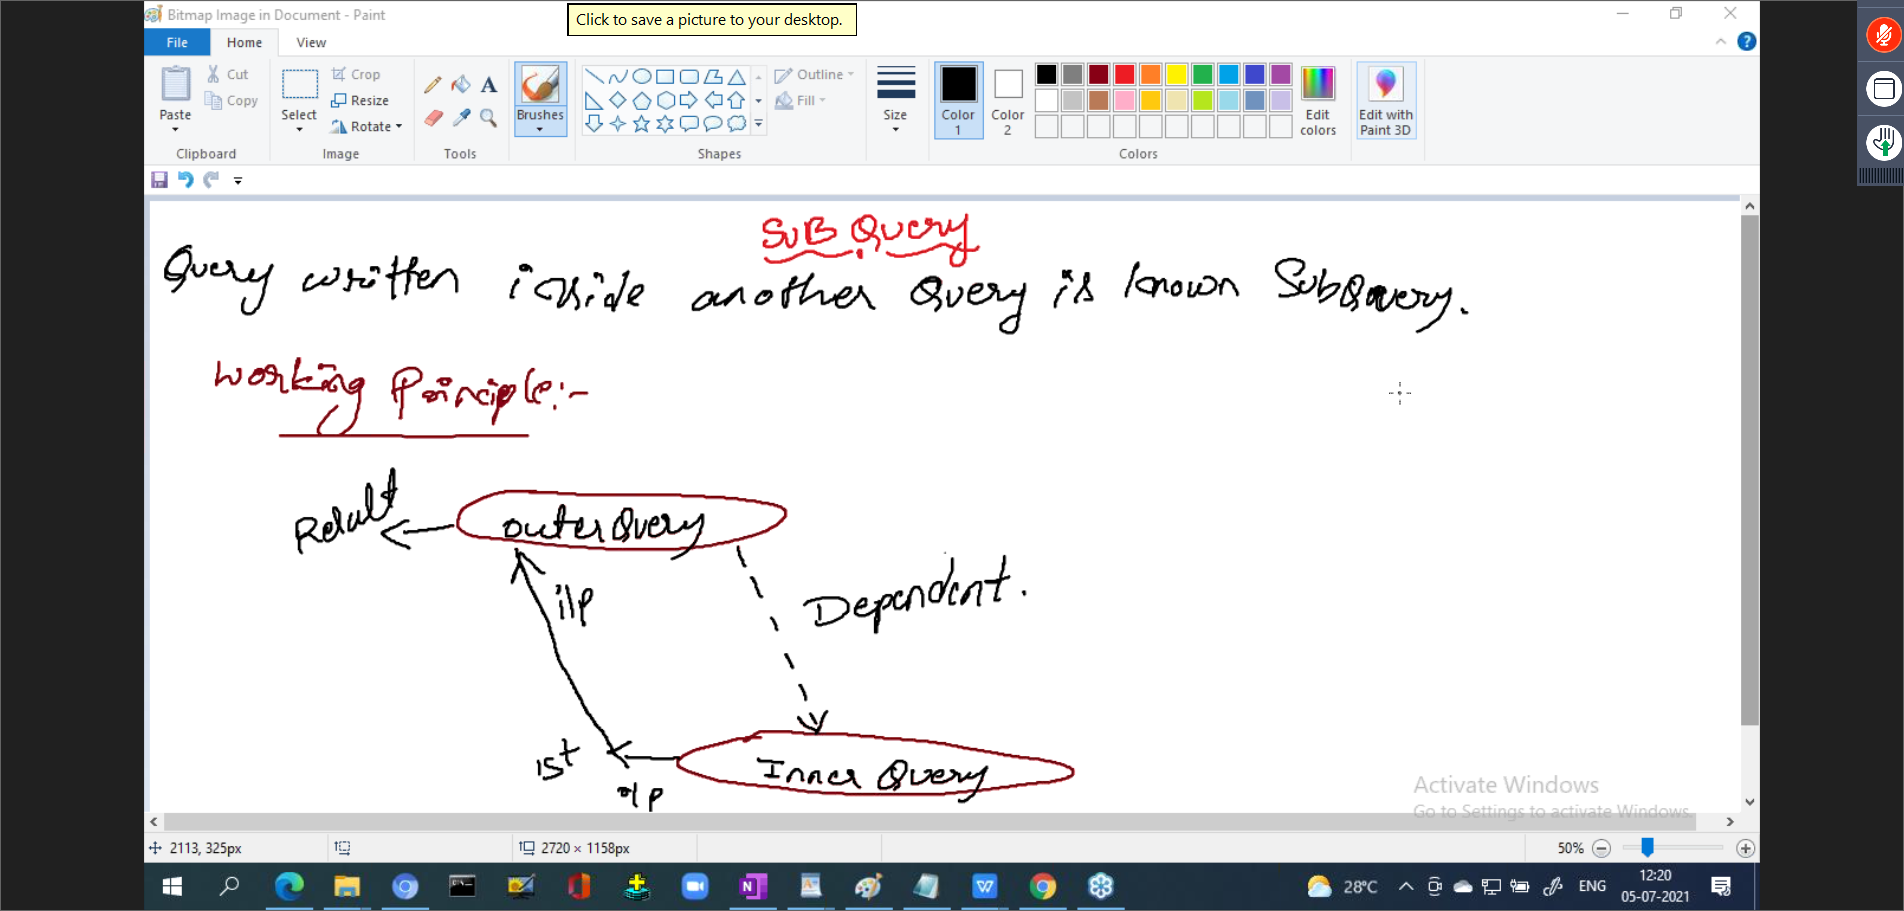 Bitmap Image in Document - Paint
Click to save a picture to your desktop.
File Home View
Cut
Copy
Paste
Clipboard
Crop
Resize
Rotate
Select
Image
A
Tools
Brushes
Outline
Fill
Shapes
Size
Color 1
Color 2
Edit colors
Colors
Edit with Paint 3D
SUB Query
Query written inside another Query is known SubQuery.
Working Principle:-
Result
outer Query
i/p
Dependent.
1st
o/p
Inner Query
Activate Windows
Go to Settings to activate Windows.
2113, 325px
2720 × 1158px
50%
28°C
ENG
12:20
05-07-2021